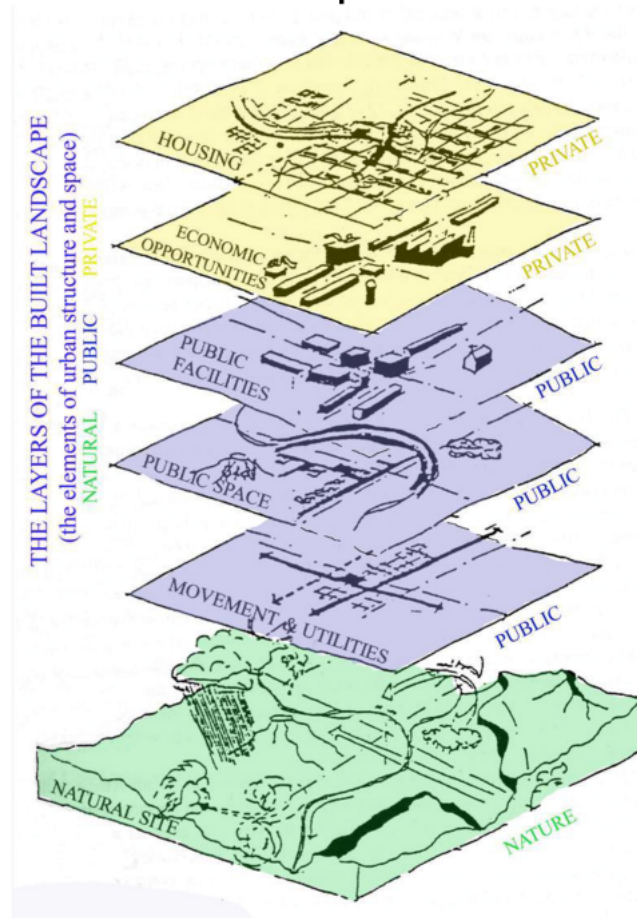 THE LAYERS OF THE BUILT LANDSCAPE
(the elements of urban structure and space)
NATURAL PUBLIC PRIVATE
HOUSING
PRIVATE
ECONOMIC
OPPORTUNITIES
PRIVATE
PUBLIC
FACILITIES
PUBLIC
PUBLIC SPACE
PUBLIC
MOVEMENT & UTILITIES
PUBLIC
NATURAL SITE
NATURE